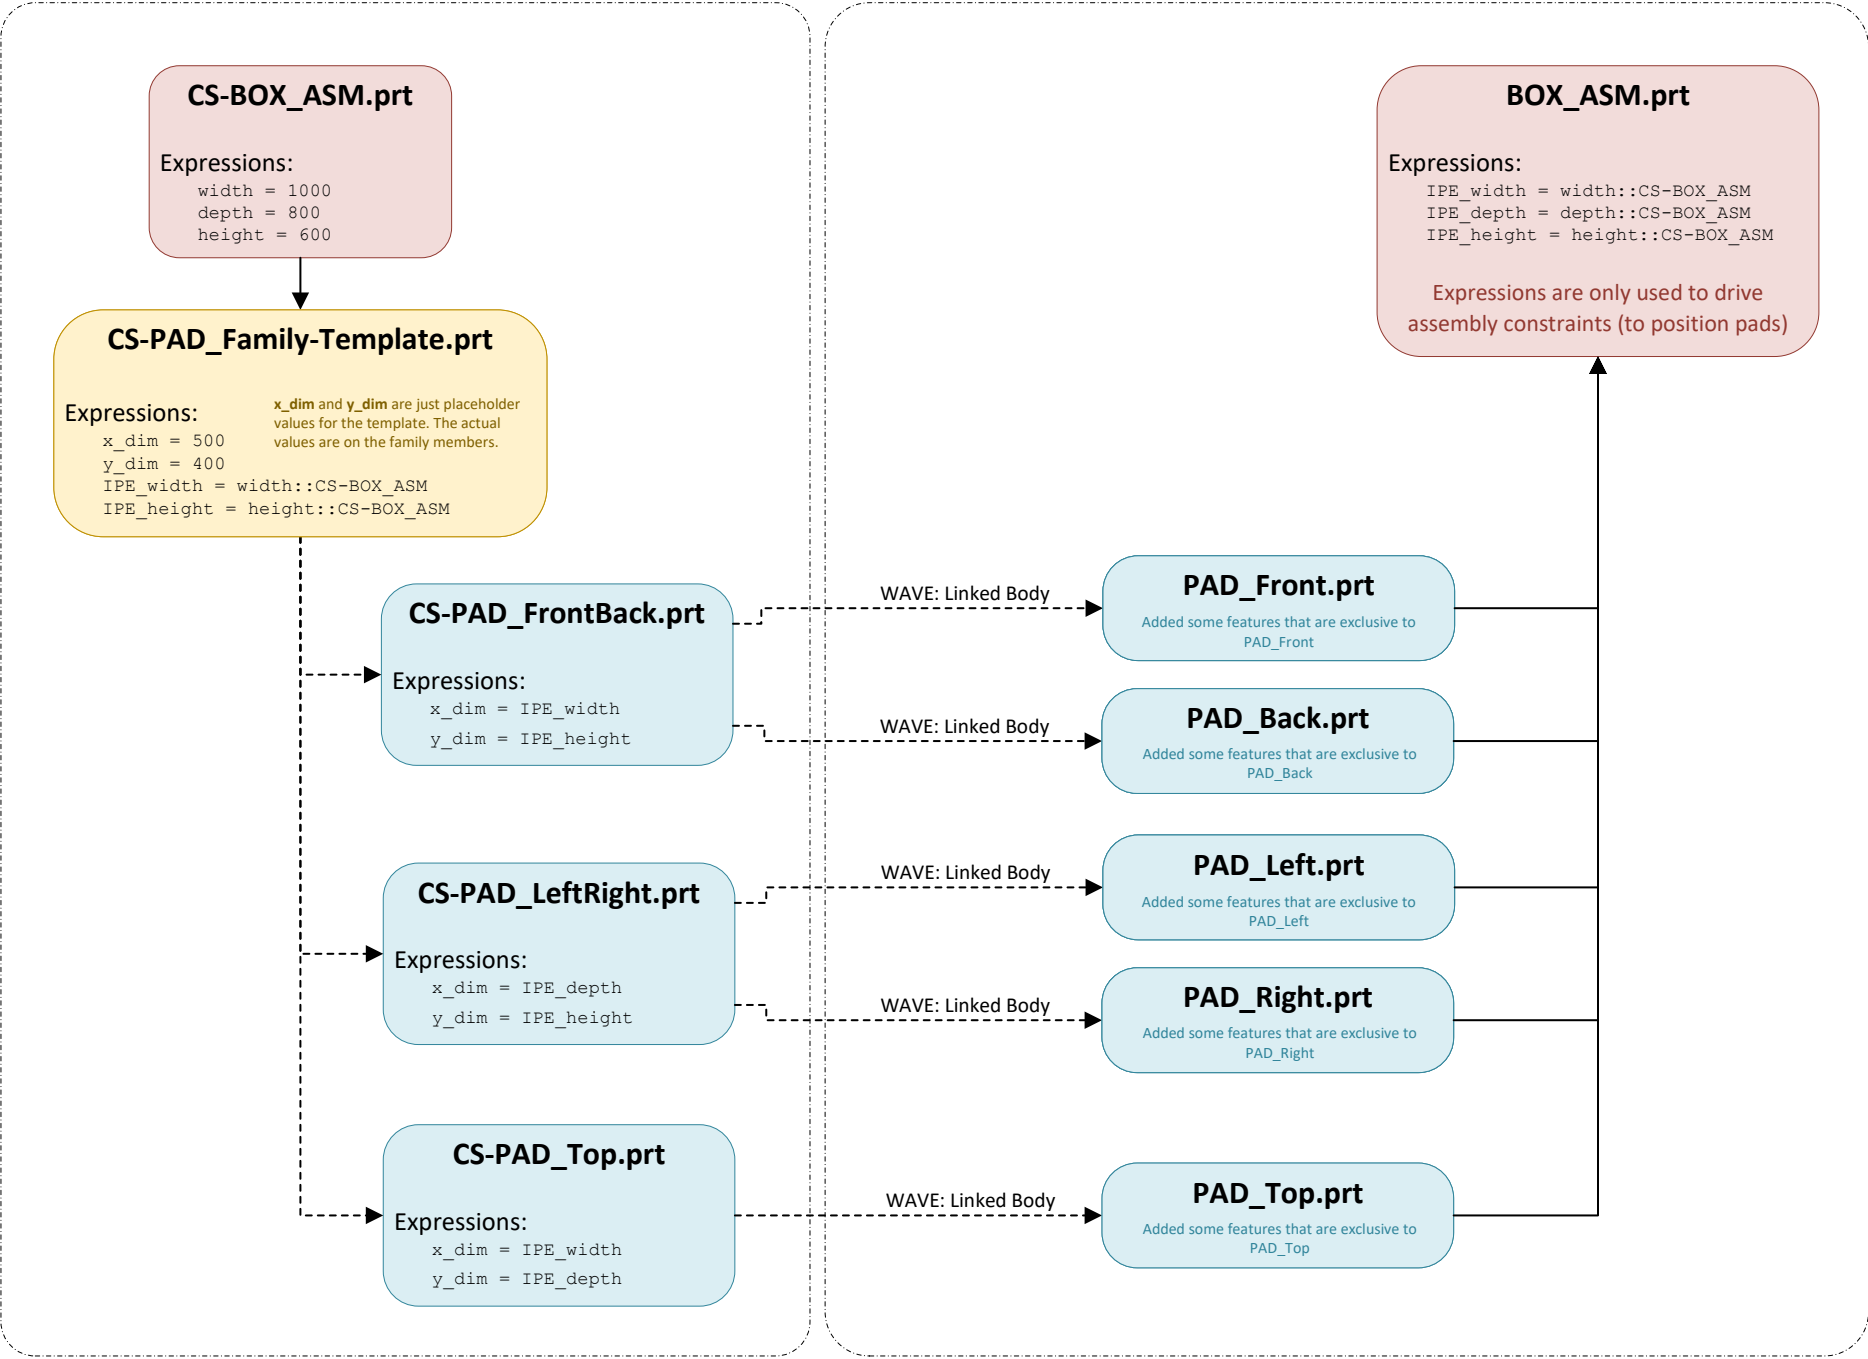 CS-BOX_ASM.prt
Expressions:
width = 1000
depth = 800
height = 600
CS-PAD_Family-Template.prt
Expressions:
x_dim = 500
y_dim = 400
IPE_width = width::CS-BOX_ASM
IPE_height = height::CS-BOX_ASM
x_dim and y_dim are just placeholder
values for the template. The actual
values are on the family members.
CS-PAD_FrontBack.prt
Expressions:
x_dim = IPE_width
y_dim = IPE_height
CS-PAD_LeftRight.prt
Expressions:
x_dim = IPE_depth
y_dim = IPE_height
CS-PAD_Top.prt
Expressions:
x_dim = IPE_width
y_dim = IPE_depth
WAVE: Linked Body
WAVE: Linked Body
WAVE: Linked Body
WAVE: Linked Body
WAVE: Linked Body
PAD_Front.prt
Added some features that are exclusive to
PAD_Front
PAD_Back.prt
Added some features that are exclusive to
PAD_Back
PAD_Left.prt
Added some features that are exclusive to
PAD_Left
PAD_Right.prt
Added some features that are exclusive to
PAD_Right
PAD_Top.prt
Added some features that are exclusive to
PAD_Top
BOX_ASM.prt
Expressions:
IPE_width = width::CS-BOX_ASM
IPE_depth = depth::CS-BOX_ASM
IPE_height = height::CS-BOX_ASM
Expressions are only used to drive
assembly constraints (to position pads)